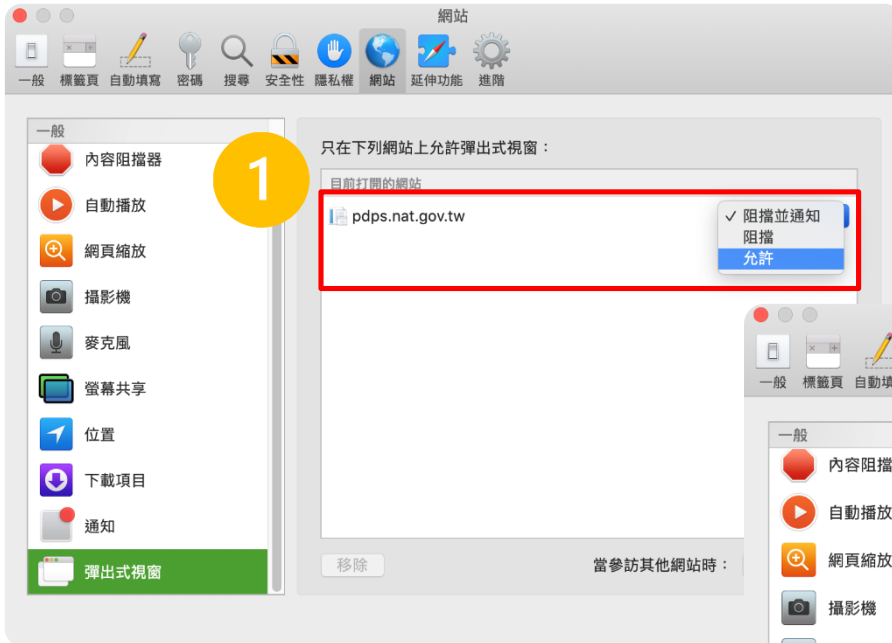 網站
一般 標籤頁 自動填寫 密碼 搜尋 安全性 隱私權 網站 延伸功能 進階
一般
內容阻擋器
自動播放
網頁縮放
攝影機
麥克風
螢幕共享
位置
下載項目
通知
彈出式視窗
1
只在下列網站上允許彈出式視窗：
目前打開的網站
pdps.nat.gov.tw
✓ 阻擋並通知
阻擋
允許
移除
當參訪其他網站時：
一般 標籤頁 自動填
一般
內容阻擋
自動播放
網頁縮放
攝影機